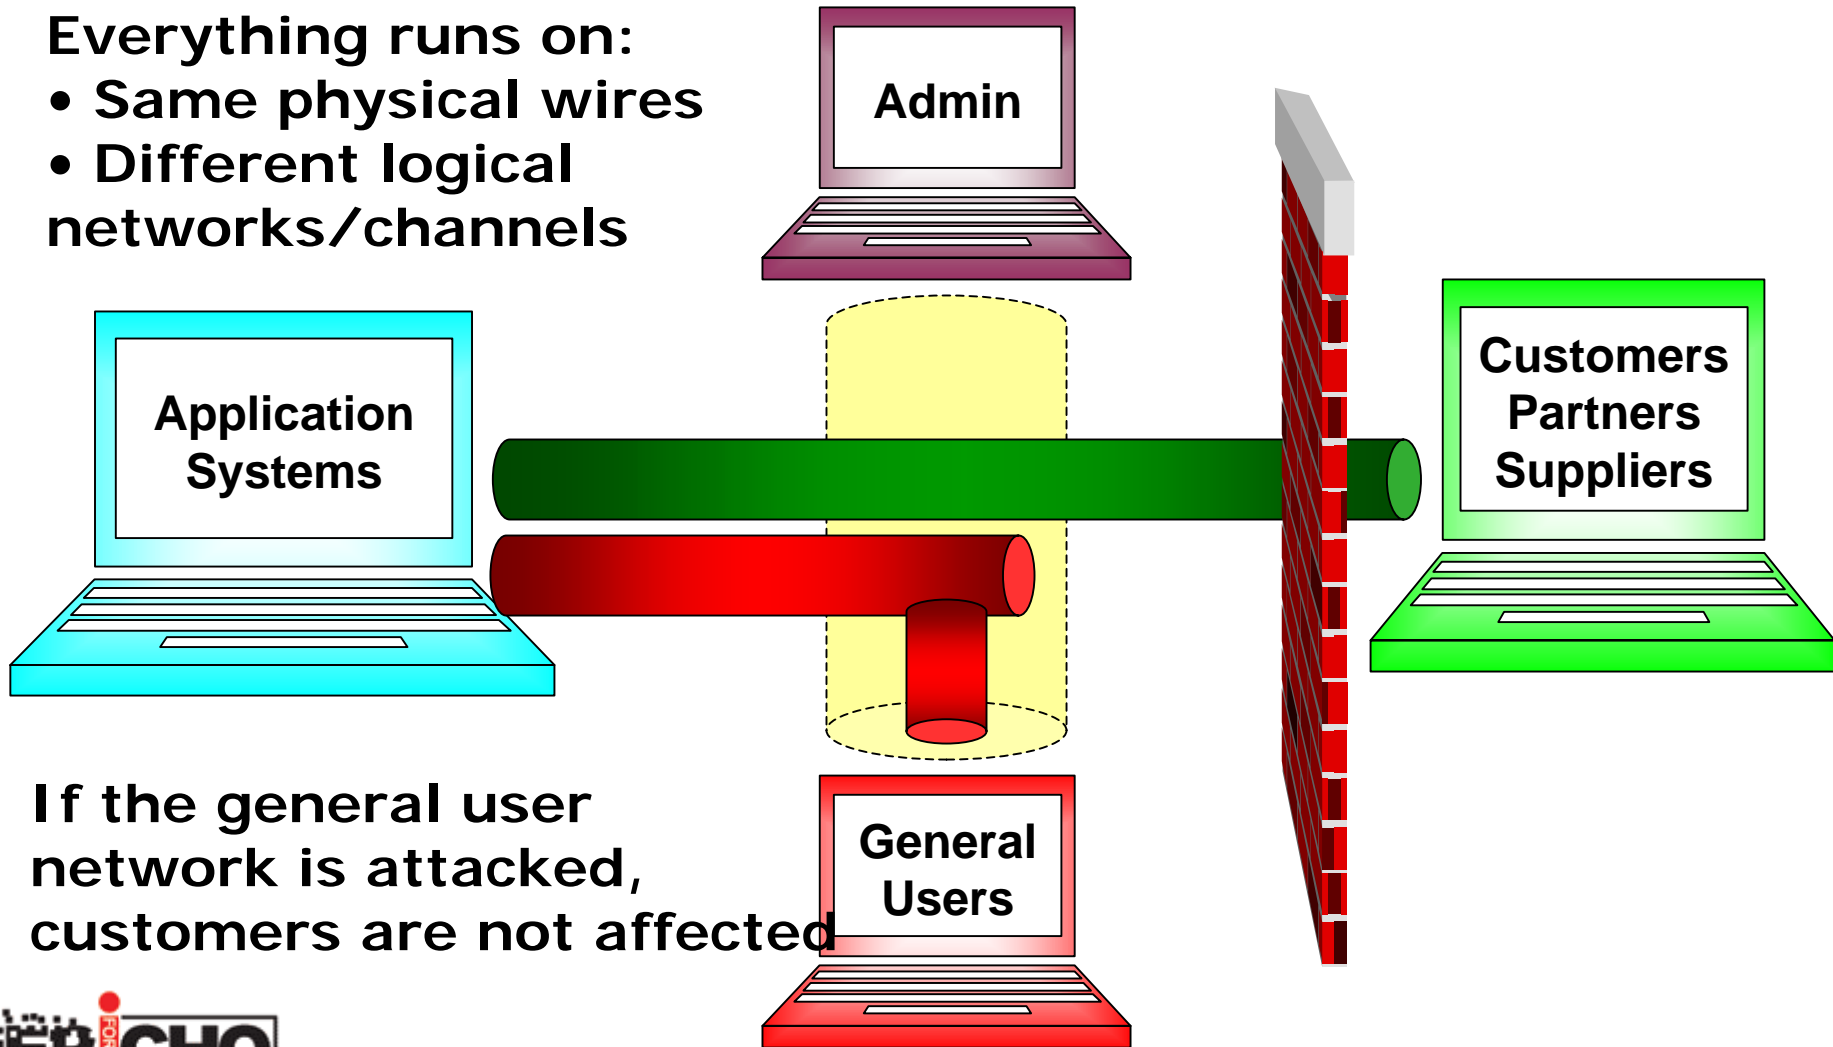 Everything runs on:
• Same physical wires
• Different logical
networks/channels
Admin
Application
Systems
Customers
Partners
Suppliers
If the general user
network is attacked,
customers are not affected
General
Users